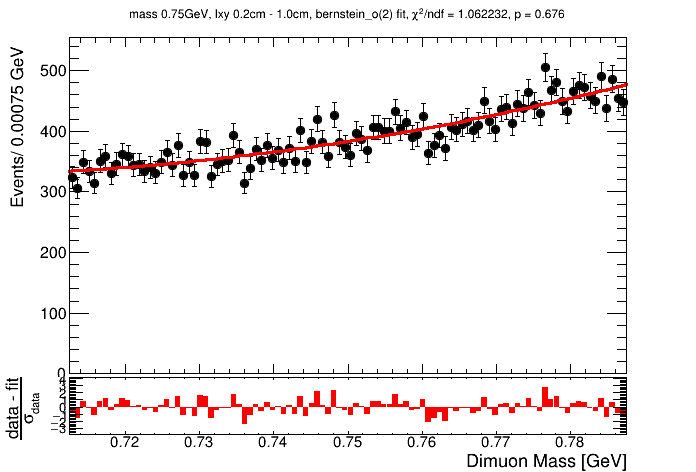 mass 0.75GeV, lxy 0.2cm - 1.0cm, bernstein_o(2) fit, χ²/ndf = 1.062232, p = 0.676
Events/ 0.00075 GeV
500
400
300
200
100
0
data - fit
σdata
4
3
2
1
0
−1
−2
−3
0.72 0.73 0.74 0.75 0.76 0.77 0.78
Dimuon Mass [GeV]